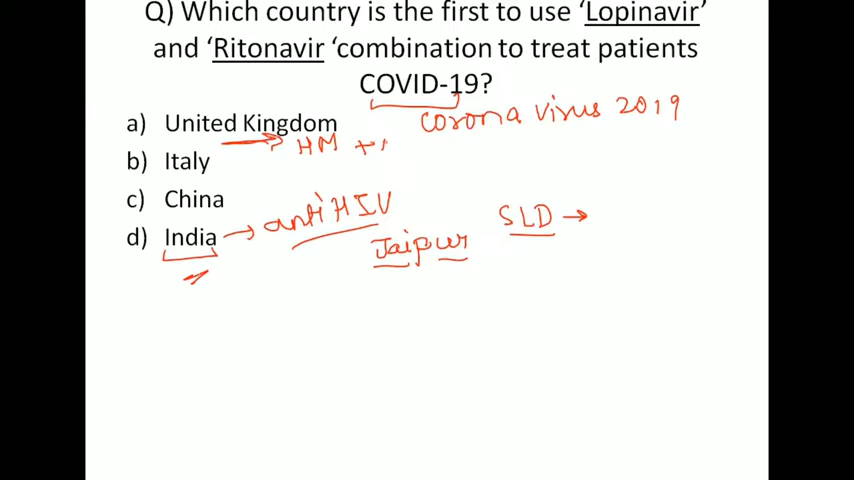 Q) Which country is the first to use ‘Lopinavir’
and ‘Ritonavir ‘combination to treat patients
COVID-19?
corona virus 2019
a) United Kingdom
HM +
b) Italy
c) China
anti HIV
d) India
SLD →
Jaipur